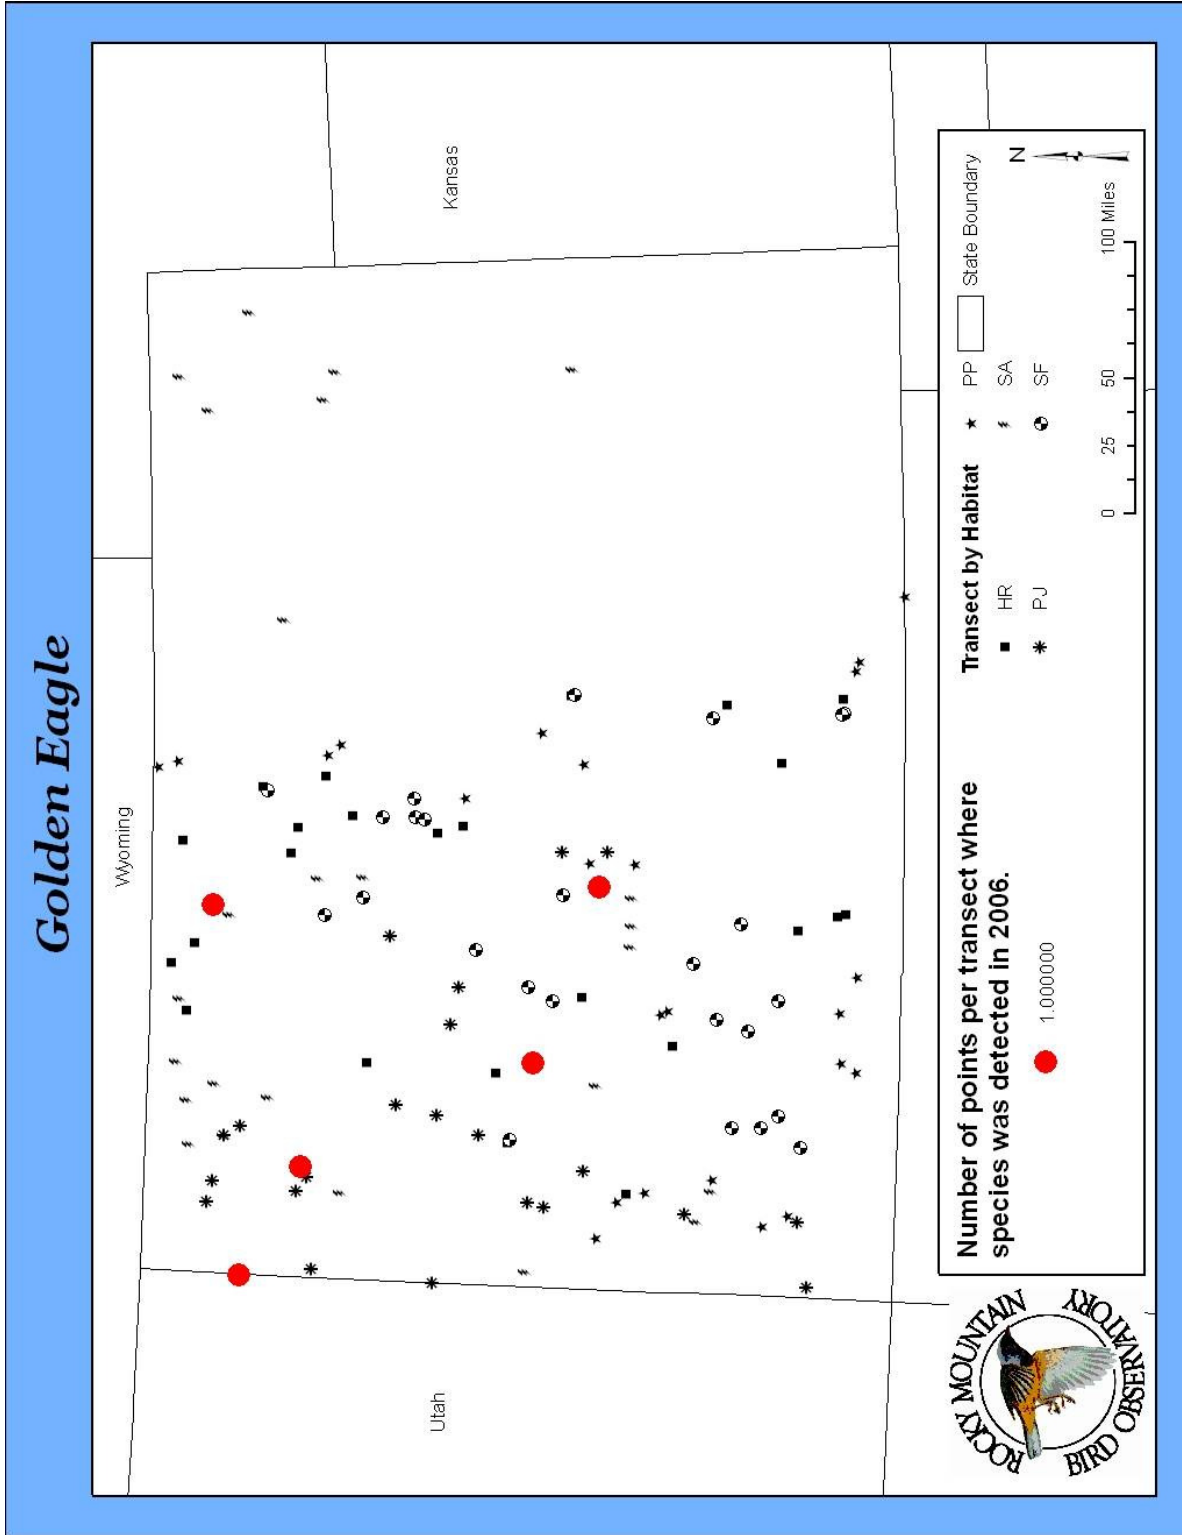 Golden Eagle
Wyoming
Utah
Kansas
Number of points per transect where
species was detected in 2006.
1.000000
Transect by Habitat
HR
PJ
PP
SA
SF
State Boundary
N
0 25 50 100 Miles
ROCKY MOUNTAIN
BIRD OBSERVATORY